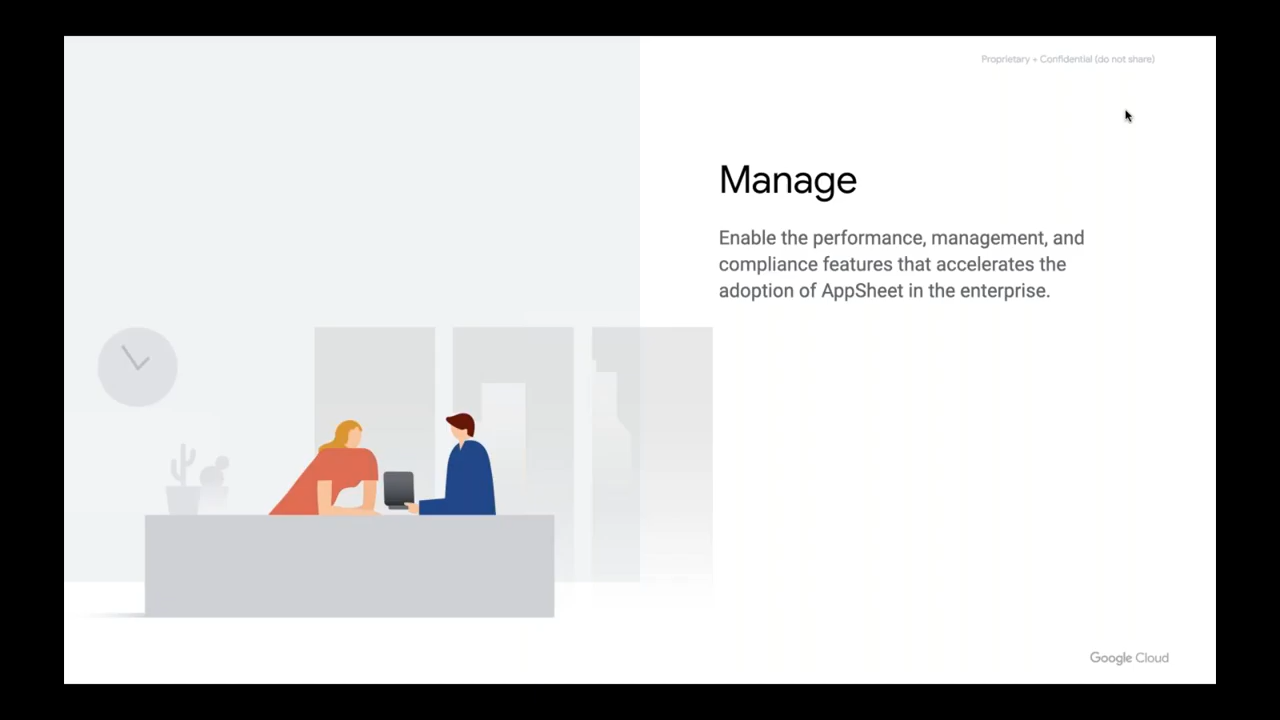 Proprietary + Confidential (do not share)
Manage
Enable the performance, management, and
compliance features that accelerates the
adoption of AppSheet in the enterprise.
Google Cloud